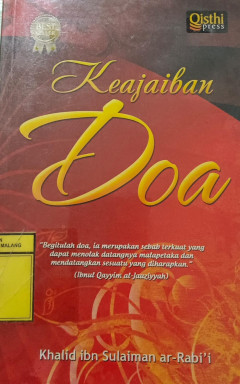 Qisthi
press
Keajaiban
Doa
"Begitulah doa, ia merupakan sebab terkuat yang
dapat menolak datangnya malapetaka dan
mendatangkan sesuatu yang diharapkan."
(Ibnul Qayyim al-Jauziyyah)
MALANG
Khalid ibn Sulaiman ar-Rabi'i